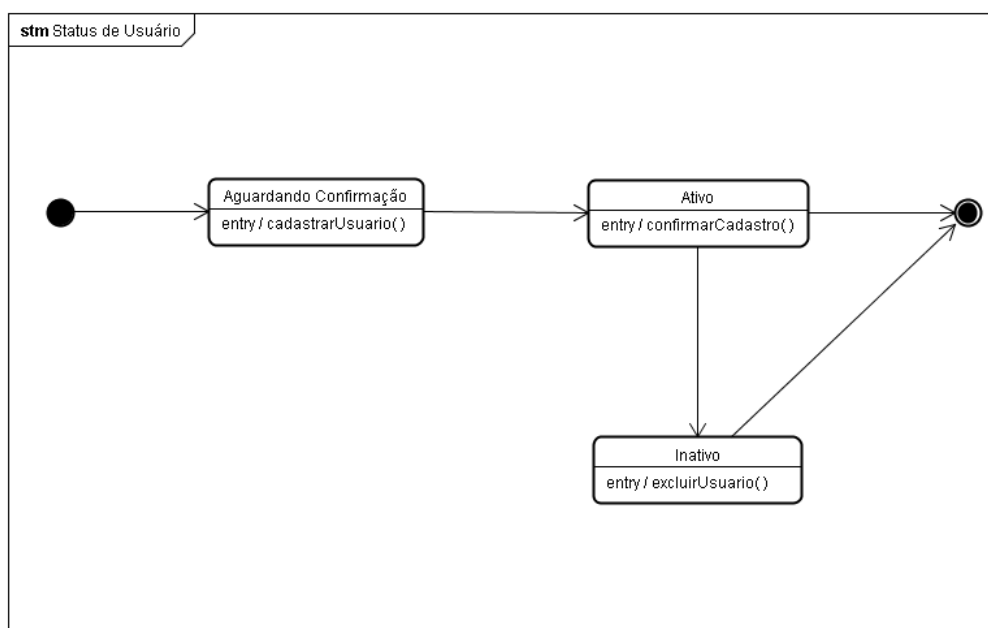 stm Status de Usuário
Aguardando Confirmação
entry / cadastrarUsuario()
Ativo
entry / confirmarCadastro()
Inativo
entry / excluirUsuario()